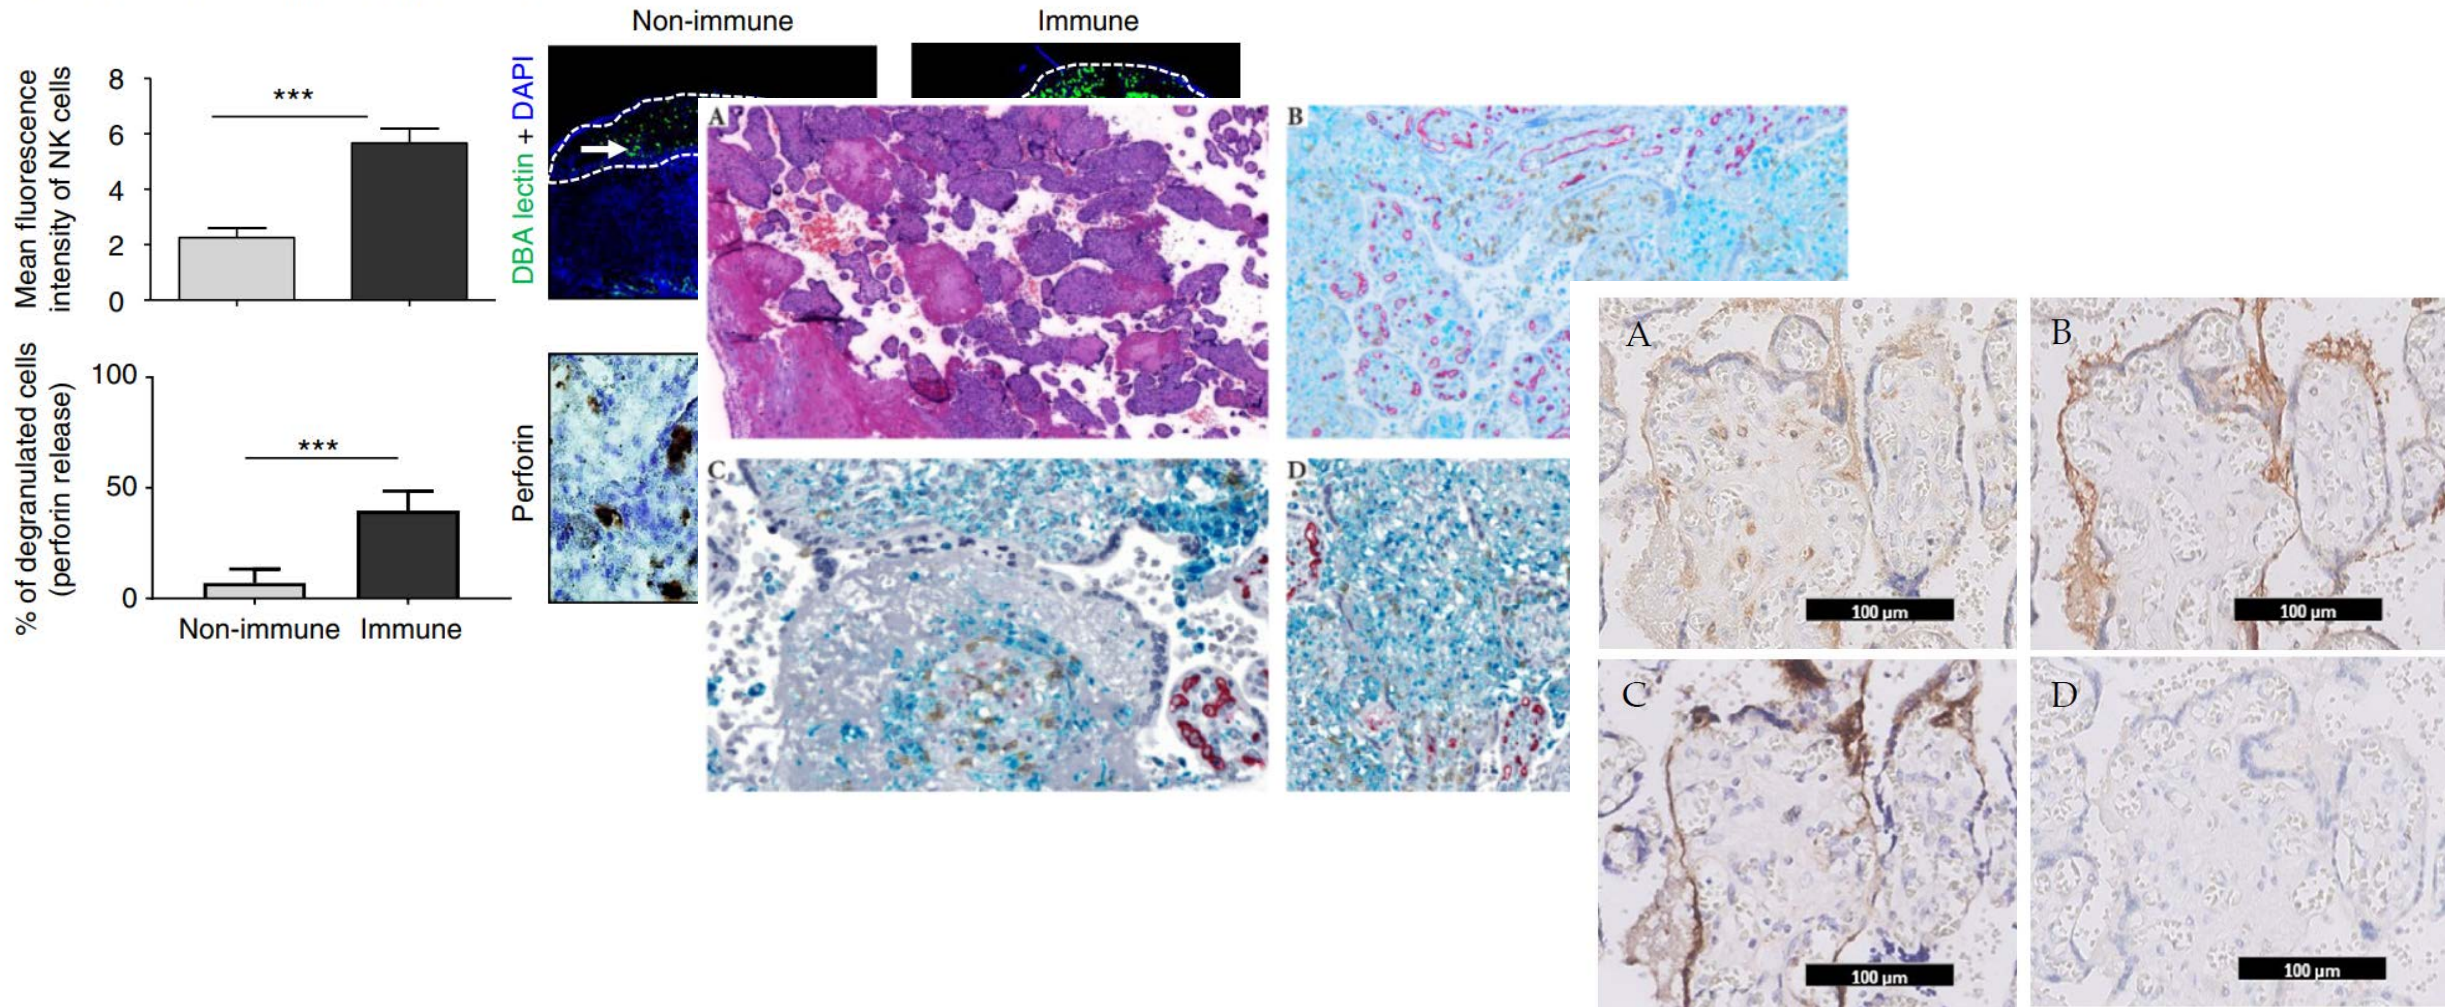 Non-immune
Immune
Mean fluorescence
intensity of NK cells
8
6
4
2
0
***
DBA lectin + DAPI
% of degranulated cells
(perforin release)
100
50
0
***
Non-immune
Immune
Perforin
A
B
C
D
A
100 µm
B
100 µm
C
100 µm
D
100 µm